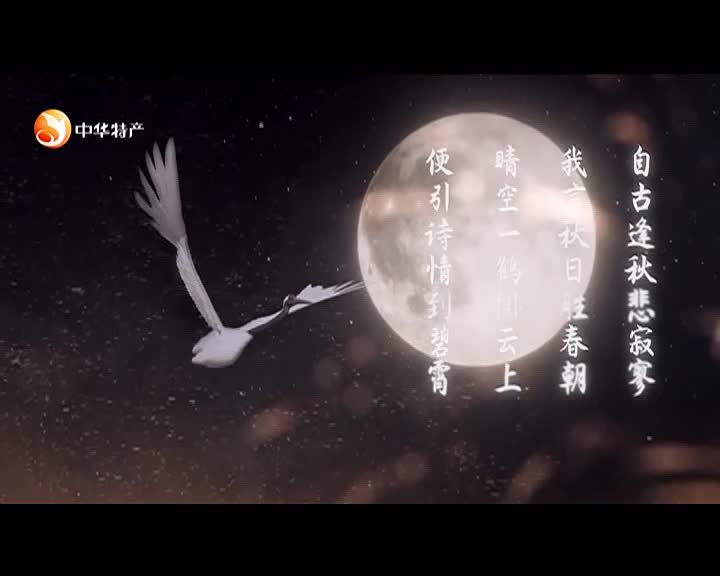 中华特产
自古逢秋悲寂寥
我言秋日胜春朝
晴空一鹤排云上
便引诗情到碧霄